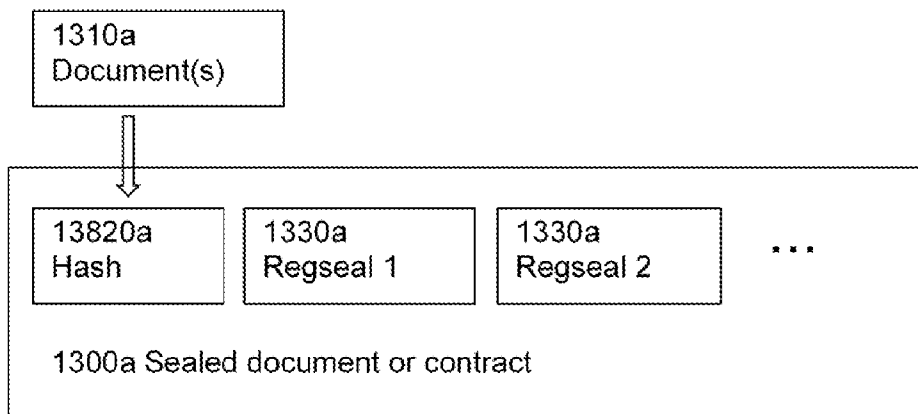 1310a
Document(s)
13820a
Hash
1330a
Regseal 1
1330a
Regseal 2
...
1300a Sealed document or contract